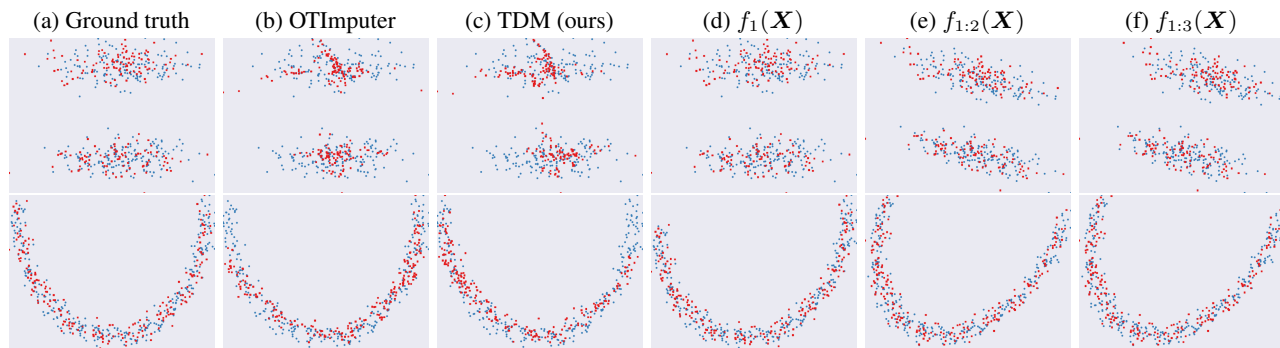 (a) Ground truth (b) OTImputer (c) TDM (ours) (d) f₁(X) (e) f₁:₂(X) (f) f₁:₃(X)